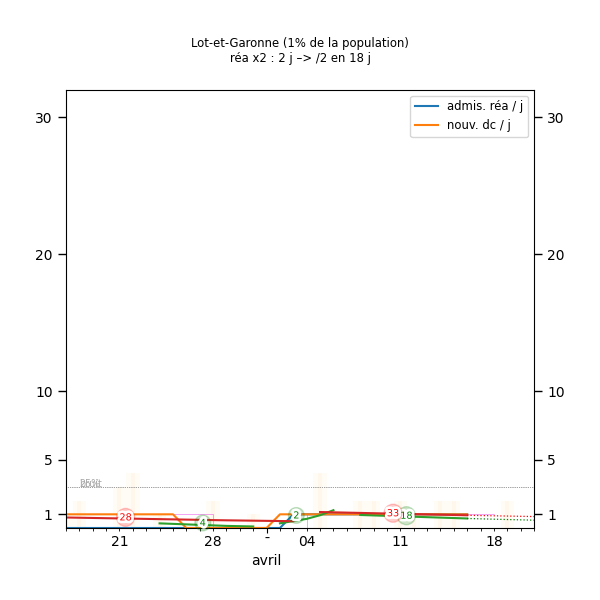 Lot-et-Garonne (1% de la population)
réa x2 : 2 j –> /2 en 18 j
admis. réa / j
nouv. dc / j
30 30
20 20
10 10
5 5
1 1
28 4 2 33 18
21 28 - 04 11 18
avril